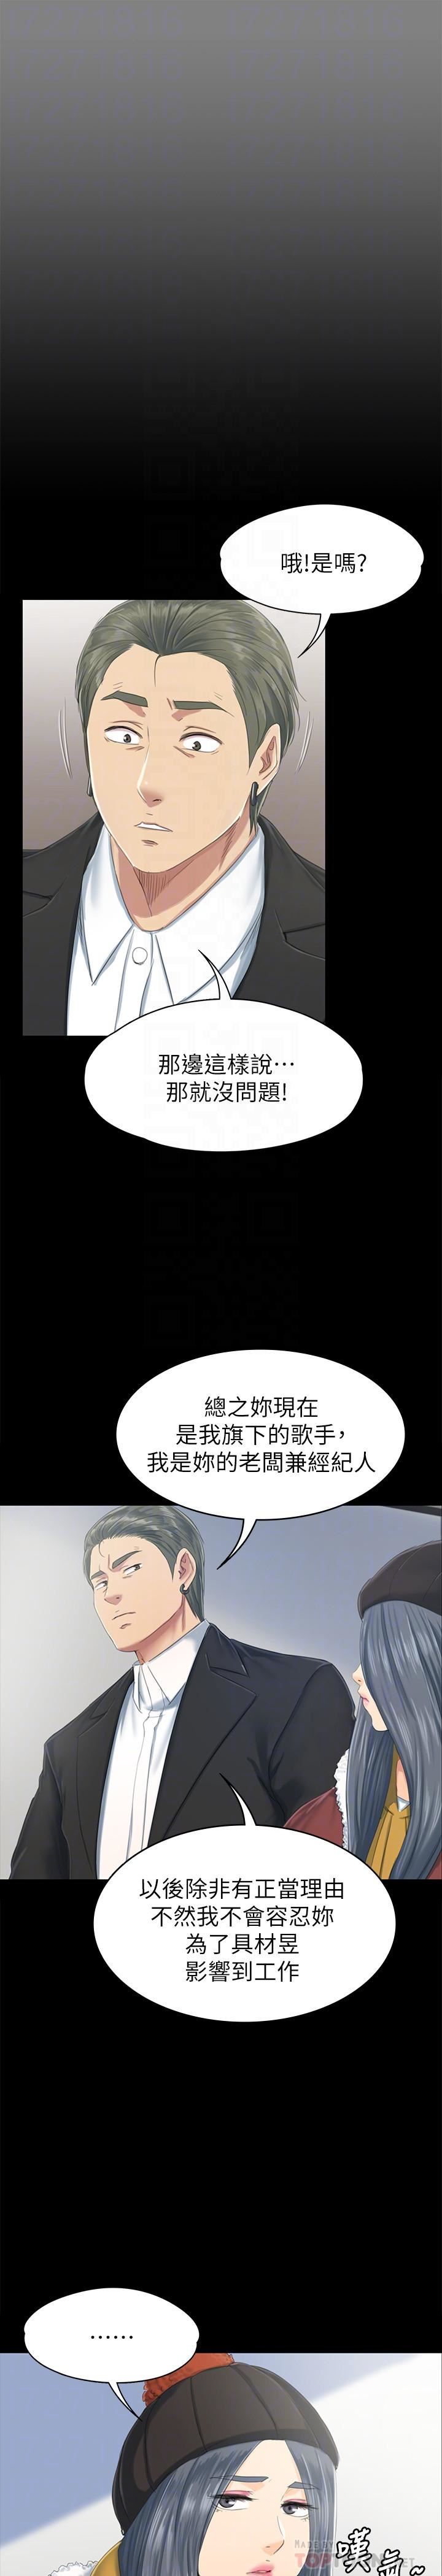 哦!是嗎?
那邊這樣說⋯
那就沒問題!
總之妳現在
是我旗下的歌手,
我是妳的老闆兼經紀人
以後除非有正當理由
不然我不會容忍妳
為了具材昱
影響到工作
⋯⋯
嘆氣~